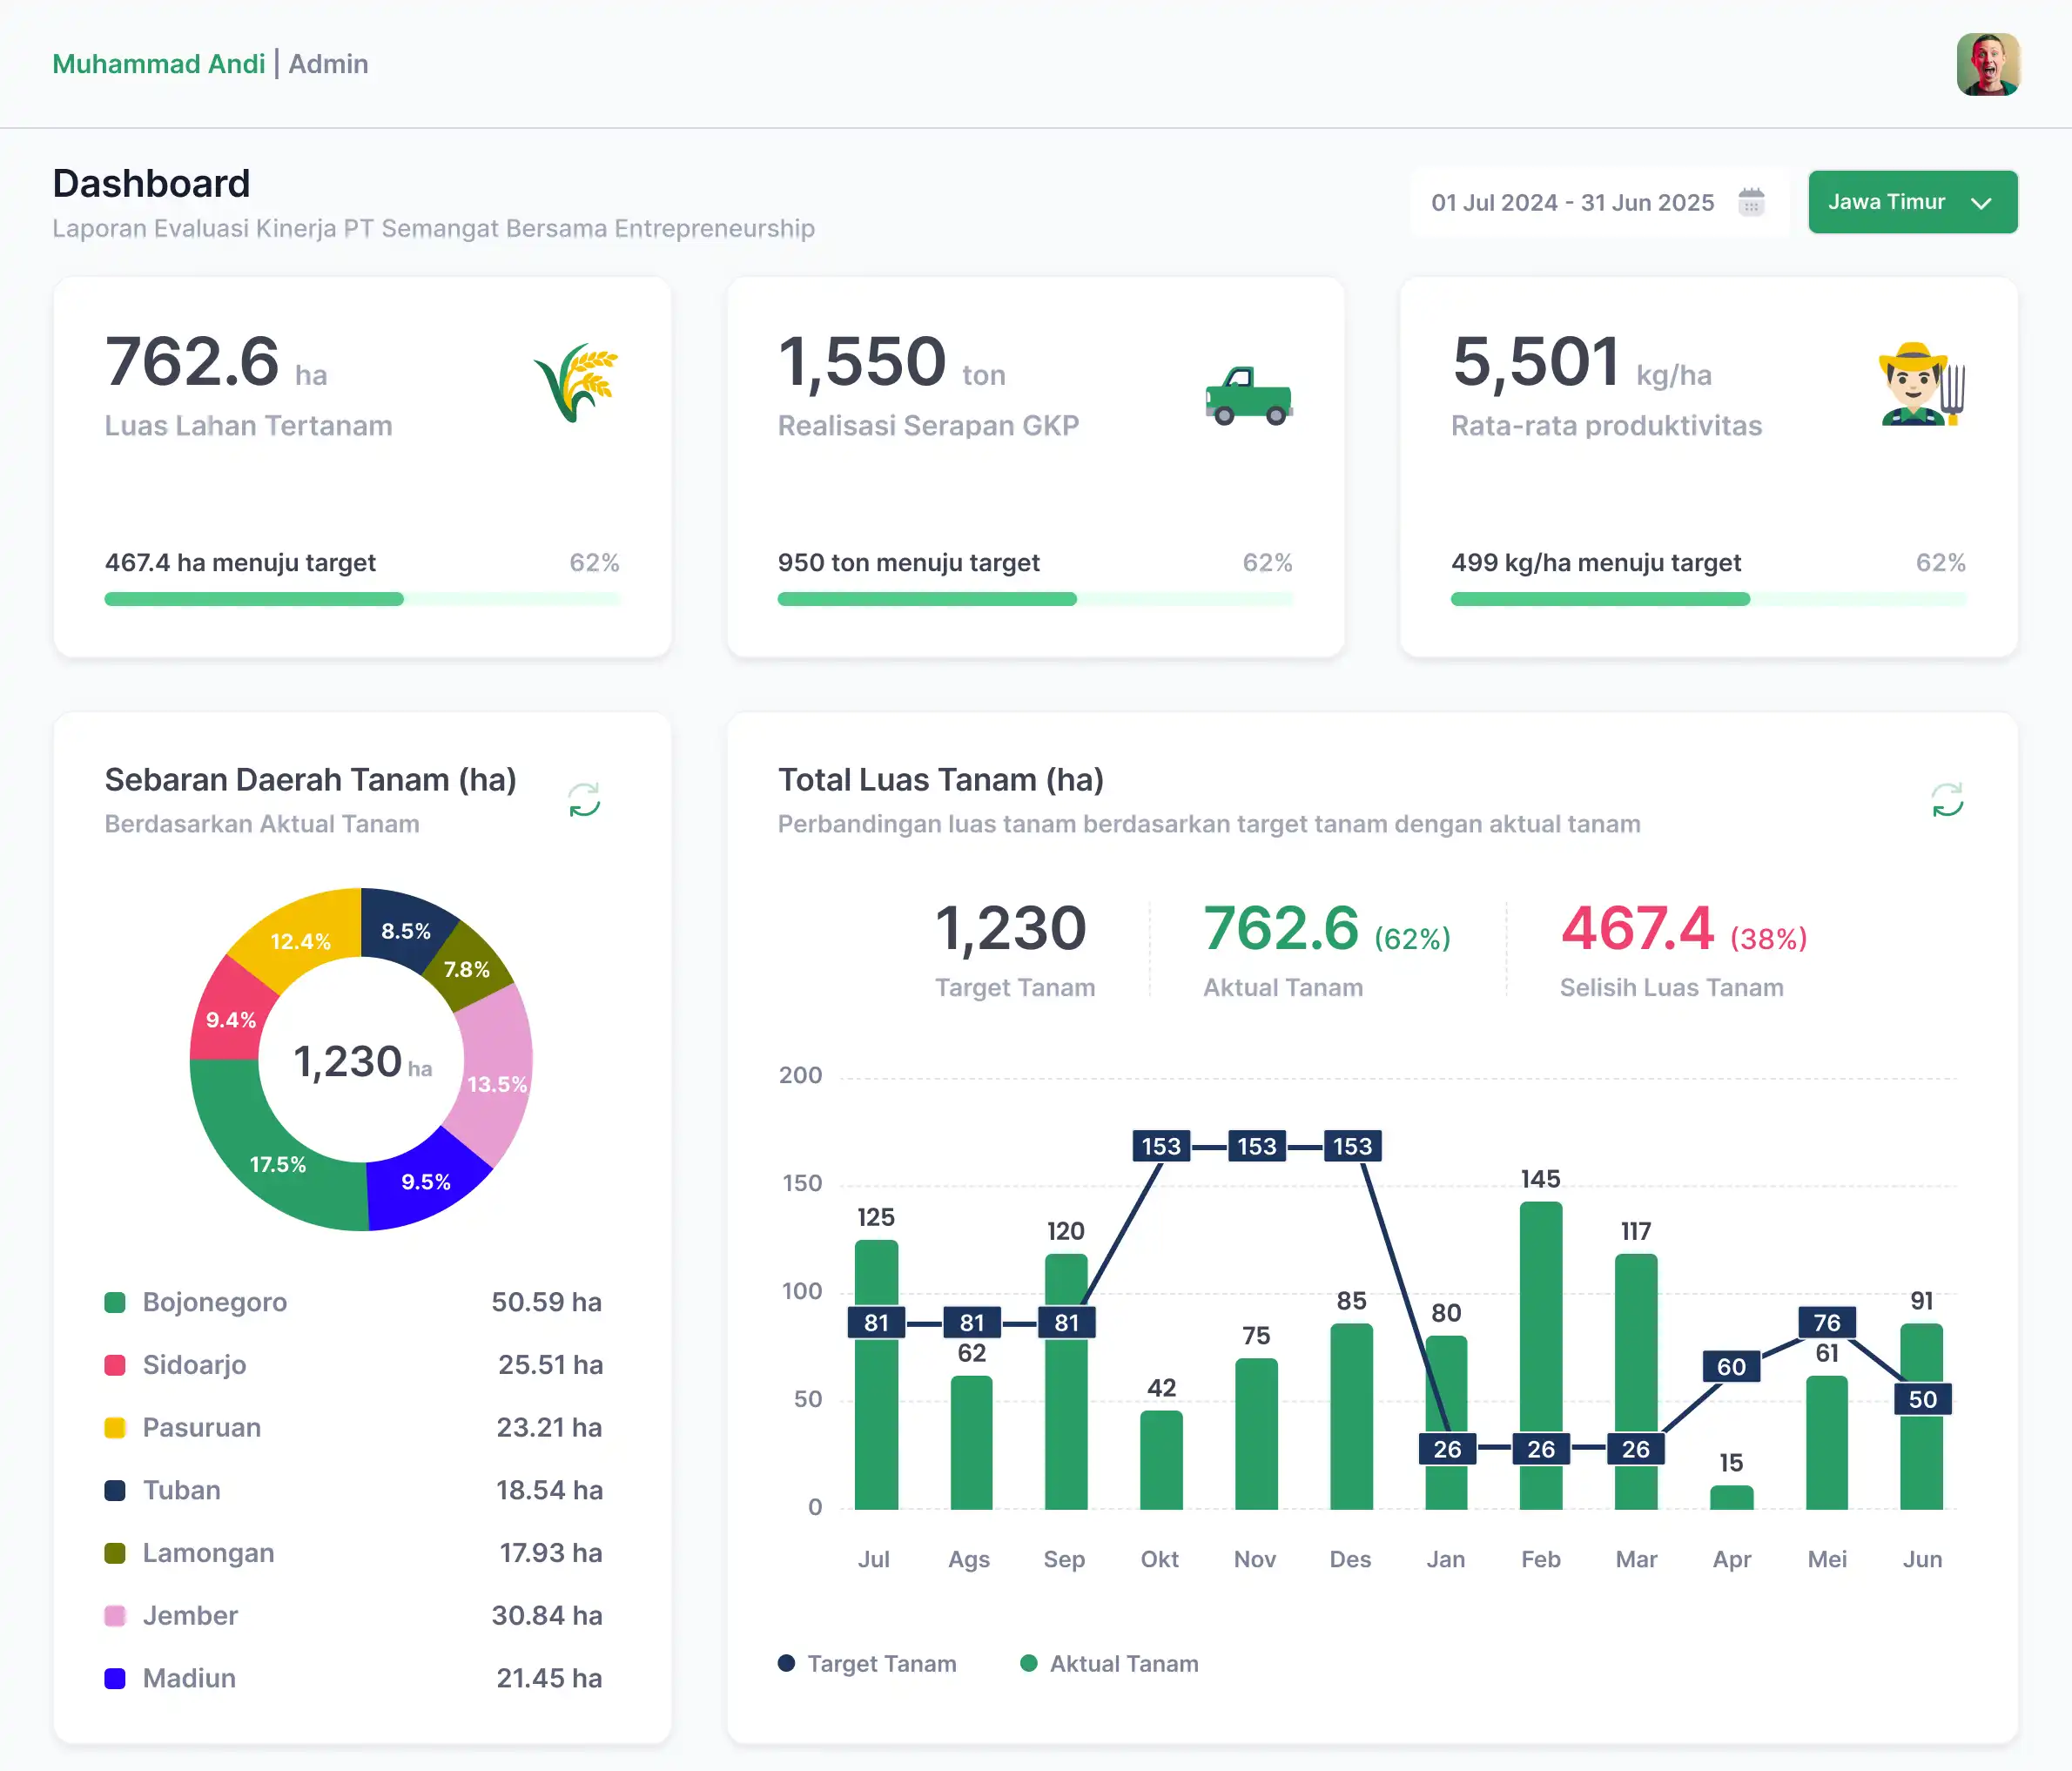 Muhammad Andi | Admin
Dashboard
Laporan Evaluasi Kinerja PT Semangat Bersama Entrepreneurship
01 Jul 2024 - 31 Jun 2025
Jawa Timur
762.6 ha
Luas Lahan Tertanam
467.4 ha menuju target 62%
1,550 ton
Realisasi Serapan GKP
950 ton menuju target 62%
5,501 kg/ha
Rata-rata produktivitas
499 kg/ha menuju target 62%
Sebaran Daerah Tanam (ha)
Berdasarkan Aktual Tanam
12.4%
8.5%
7.8%
9.4%
1,230 ha
13.5%
17.5%
9.5%
Bojonegoro 50.59 ha
Sidoarjo 25.51 ha
Pasuruan 23.21 ha
Tuban 18.54 ha
Lamongan 17.93 ha
Jember 30.84 ha
Madiun 21.45 ha
Total Luas Tanam (ha)
Perbandingan luas tanam berdasarkan target tanam dengan aktual tanam
1,230
Target Tanam
762.6 (62%)
Aktual Tanam
467.4 (38%)
Selisih Luas Tanam
200
150
100
50
0
125 62 120 42 75 85 80 145 117 15 61 91
81 81 81 153 153 153 26 26 26 60 76 50
Jul Ags Sep Okt Nov Des Jan Feb Mar Apr Mei Jun
Target Tanam Aktual Tanam